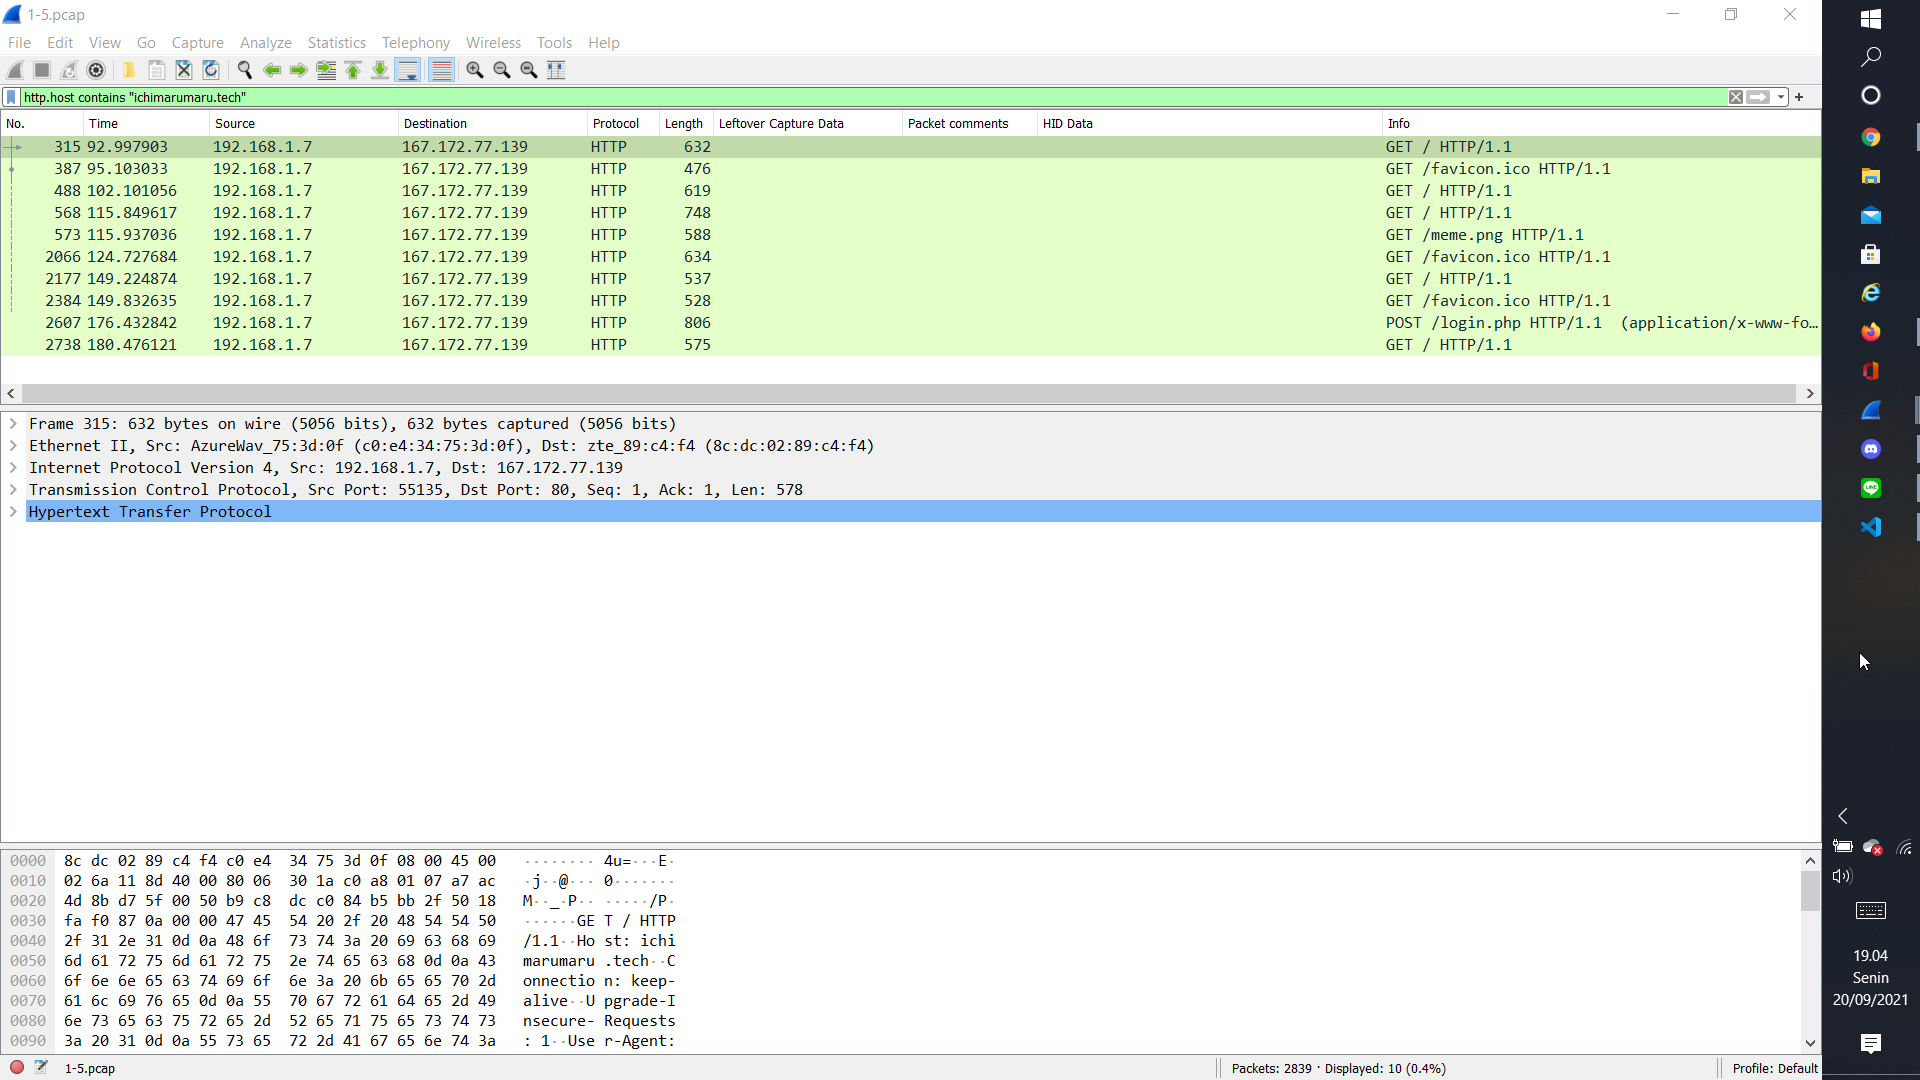 1-5.pcap
File Edit View Go Capture Analyze Statistics Telephony Wireless Tools Help
http.host contains "ichimarumaru.tech"
No. Time Source Destination Protocol Length Leftover Capture Data Packet comments HID Data Info
315 92.997903 192.168.1.7 167.172.77.139 HTTP 632 GET / HTTP/1.1
387 95.103033 192.168.1.7 167.172.77.139 HTTP 476 GET /favicon.ico HTTP/1.1
488 102.101056 192.168.1.7 167.172.77.139 HTTP 619 GET / HTTP/1.1
568 115.849617 192.168.1.7 167.172.77.139 HTTP 748 GET / HTTP/1.1
573 115.937036 192.168.1.7 167.172.77.139 HTTP 588 GET /meme.png HTTP/1.1
2066 124.727684 192.168.1.7 167.172.77.139 HTTP 634 GET /favicon.ico HTTP/1.1
2177 149.224874 192.168.1.7 167.172.77.139 HTTP 537 GET / HTTP/1.1
2384 149.832635 192.168.1.7 167.172.77.139 HTTP 528 GET /favicon.ico HTTP/1.1
2607 176.432842 192.168.1.7 167.172.77.139 HTTP 806 POST /login.php HTTP/1.1 (application/x-www-fo…
2738 180.476121 192.168.1.7 167.172.77.139 HTTP 575 GET / HTTP/1.1
Frame 315: 632 bytes on wire (5056 bits), 632 bytes captured (5056 bits)
Ethernet II, Src: AzureWav_75:3d:0f (c0:e4:34:75:3d:0f), Dst: zte_89:c4:f4 (8c:dc:02:89:c4:f4)
Internet Protocol Version 4, Src: 192.168.1.7, Dst: 167.172.77.139
Transmission Control Protocol, Src Port: 55135, Dst Port: 80, Seq: 1, Ack: 1, Len: 578
Hypertext Transfer Protocol
0000 8c dc 02 89 c4 f4 c0 e4 34 75 3d 0f 08 00 45 00 ········ 4u=···E·
0010 02 6a 11 8d 40 00 80 06 30 1a c0 a8 01 07 a7 ac ·j··@··· 0·······
0020 4d 8b d7 5f 00 50 b9 c8 dc c0 84 b5 bb 2f 50 18 M··_·P·· ·····/P·
0030 fa f0 87 0a 00 00 47 45 54 20 2f 20 48 54 54 50 ······GE T / HTTP
0040 2f 31 2e 31 0d 0a 48 6f 73 74 3a 20 69 63 68 69 /1.1··Ho st: ichi
0050 6d 61 72 75 6d 61 72 75 2e 74 65 63 68 0d 0a 43 marumaru .tech··C
0060 6f 6e 6e 65 63 74 69 6f 6e 3a 20 6b 65 65 70 2d onnectio n: keep-
0070 61 6c 69 76 65 0d 0a 55 70 67 72 61 64 65 2d 49 alive··U pgrade-I
0080 6e 73 65 63 75 72 65 2d 52 65 71 75 65 73 74 73 nsecure- Requests
0090 3a 20 31 0d 0a 55 73 65 72 2d 41 67 65 6e 74 3a : 1··Use r-Agent:
1-5.pcap
Packets: 2839 · Displayed: 10 (0.4%)
Profile: Default
LINE
19.04
Senin
20/09/2021